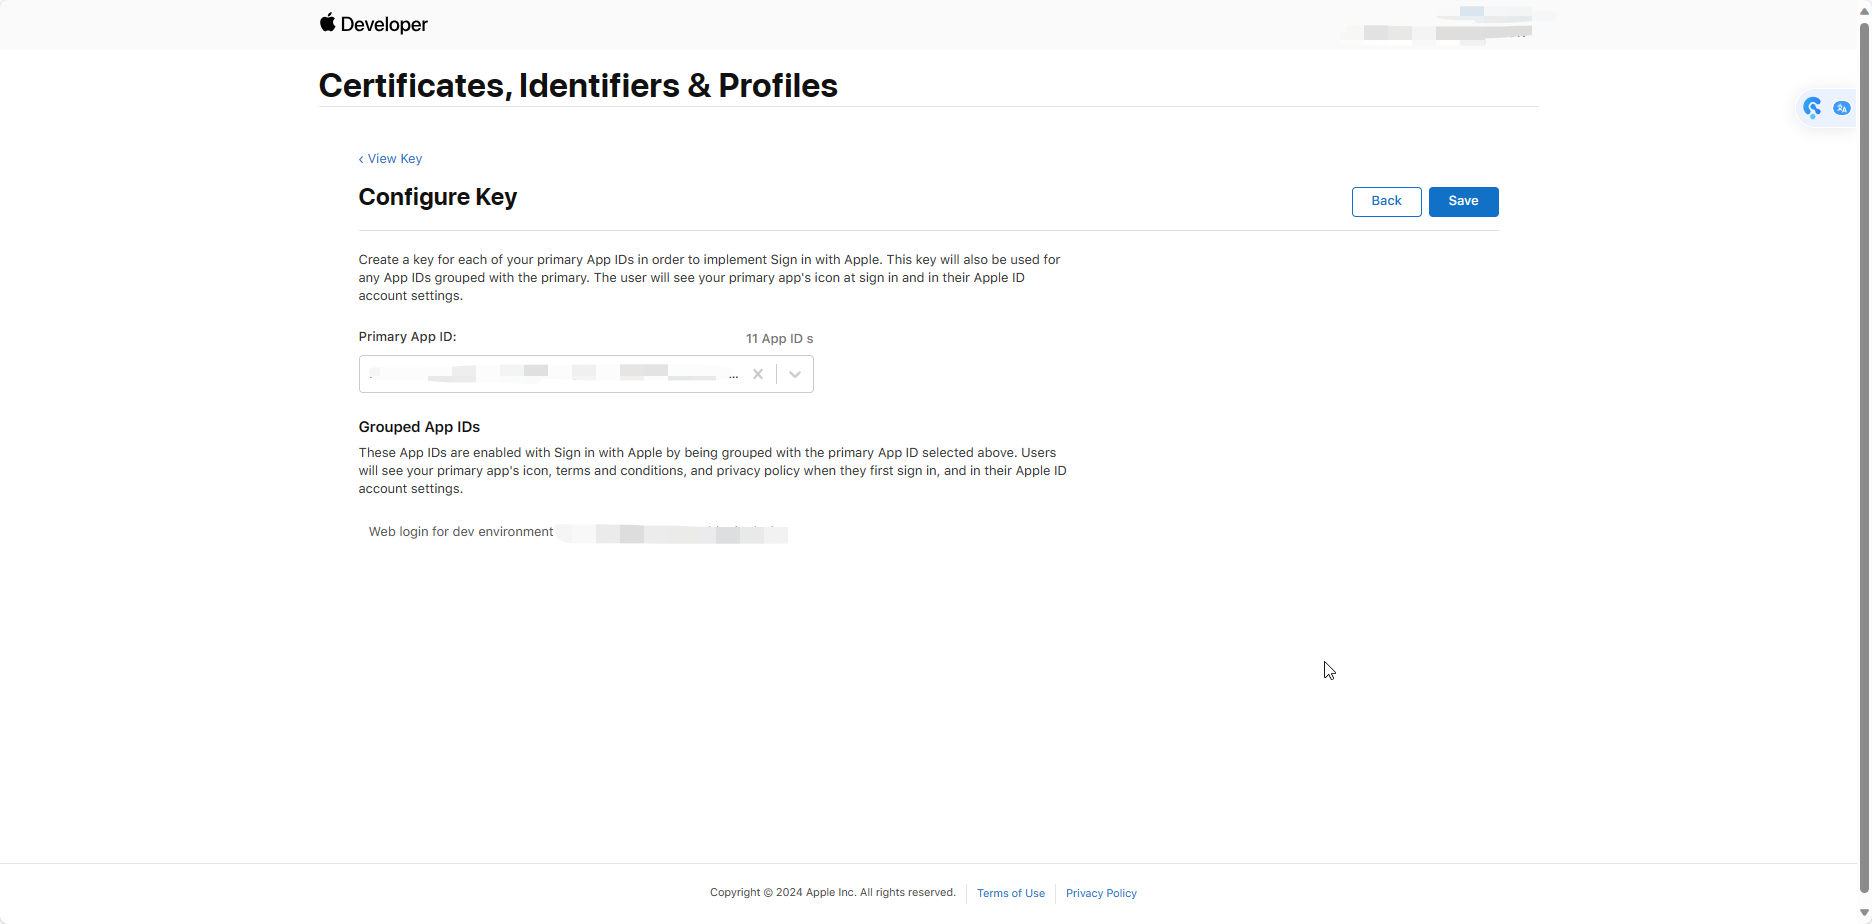 Developer
Certificates, Identifiers & Profiles
‹ View Key
Configure Key
Back
Save
Create a key for each of your primary App IDs in order to implement Sign in with Apple. This key will also be used for
any App IDs grouped with the primary. The user will see your primary app's icon at sign in and in their Apple ID
account settings.
Primary App ID:
11 App ID s
...
Grouped App IDs
These App IDs are enabled with Sign in with Apple by being grouped with the primary App ID selected above. Users
will see your primary app's icon, terms and conditions, and privacy policy when they first sign in, and in their Apple ID
account settings.
Web login for dev environment
Copyright © 2024 Apple Inc. All rights reserved.
Terms of Use
Privacy Policy